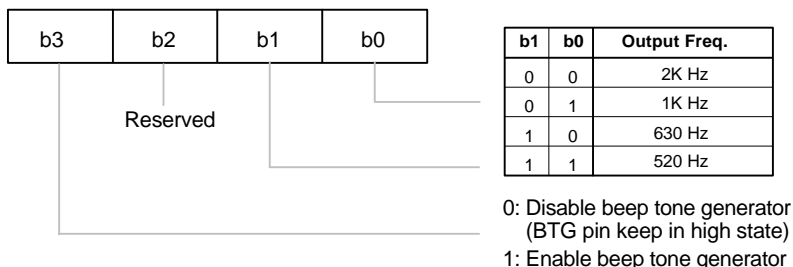 b3 b2 b1 b0
Reserved
b1 b0 Output Freq.
0 0 2K Hz
0 1 1K Hz
1 0 630 Hz
1 1 520 Hz
0: Disable beep tone generator
(BTG pin keep in high state)
1: Enable beep tone generator